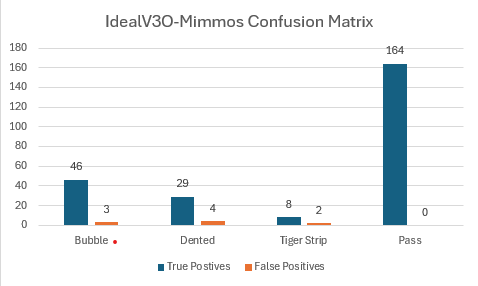 IdealV3O-Mimmos Confusion Matrix
180
160
140
120
100
80
60
40
20
0
46
3
29
4
8
2
164
0
Bubble
Dented
Tiger Strip
Pass
True Postives
False Positives